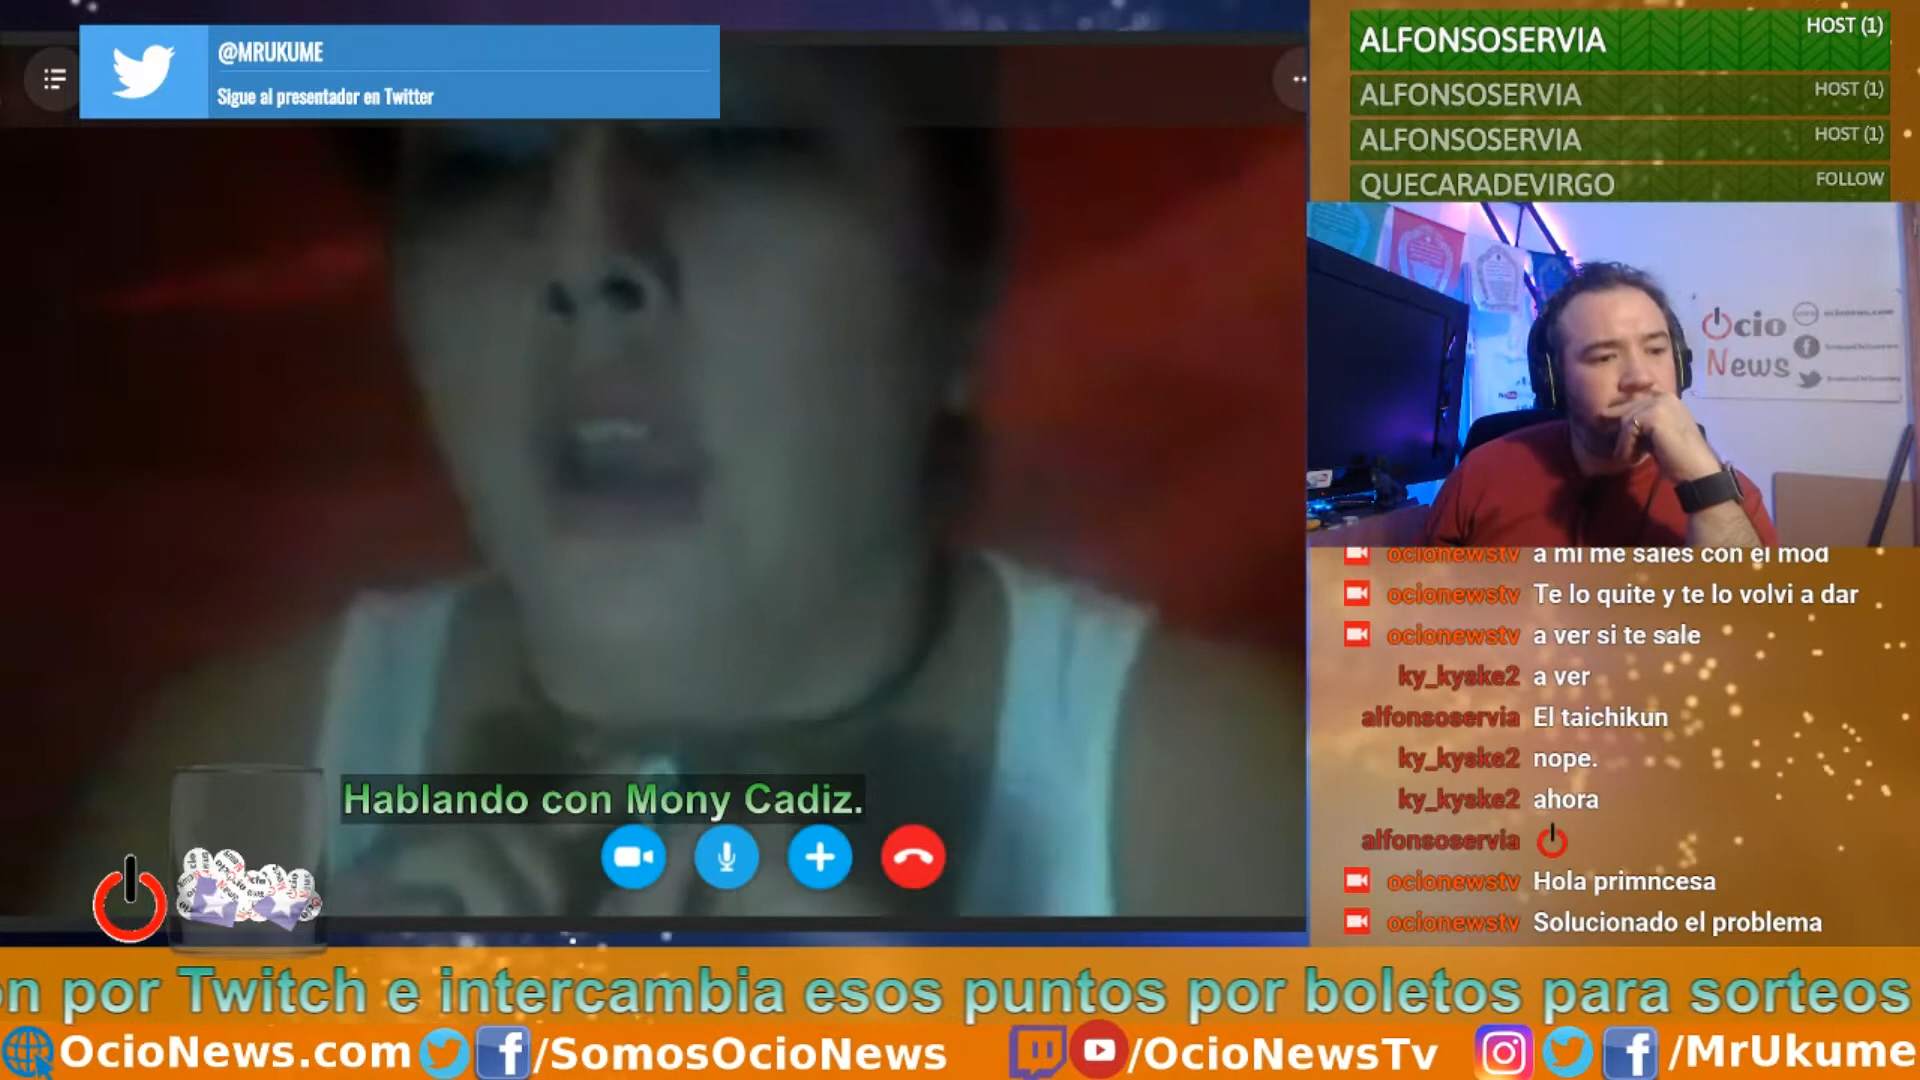 @MRUKUME
Sigue al presentador en Twitter
ALFONSOSERVIA HOST (1)
ALFONSOSERVIA HOST (1)
ALFONSOSERVIA HOST (1)
QUECARADEVIRGO FOLLOW
Ocio
News
ocionewstv a mi me sales con el mod
ocionewstv Te lo quite y te lo volvi a dar
ocionewstv a ver si te sale
ky_kyske2 a ver
alfonsoservia El taichikun
ky_kyske2 nope.
ky_kyske2 ahora
alfonsoservia
ocionewstv Hola primncesa
ocionewstv Solucionado el problema
Hablando con Mony Cadiz.
on por Twitch e intercambia esos puntos por boletos para sorteos
OcioNews.com /SomosOcioNews /OcioNewsTv /MrUkume